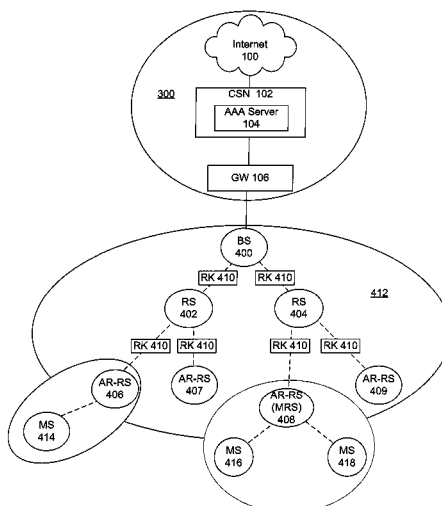 Internet
100
300
CSN 102
AAA Server
104
GW 106
BS
400
RK 410
RK 410
412
RS
402
RS
404
RK 410
RK 410
RK 410
RK 410
AR-RS
406
AR-RS
407
AR-RS
(MRS)
408
AR-RS
409
MS
414
MS
416
MS
418